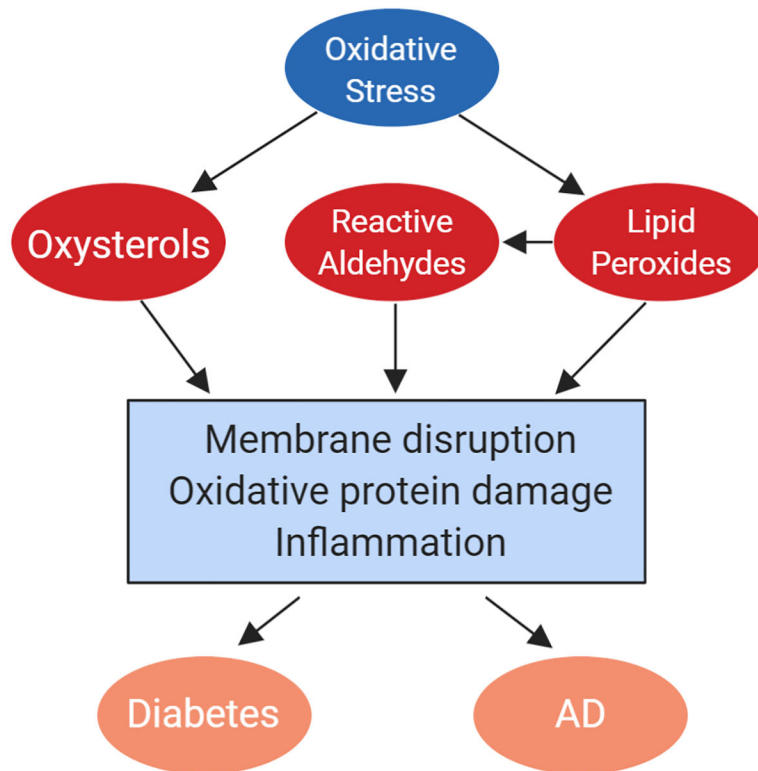 Oxidative
Stress
Oxysterols
Reactive
Aldehydes
Lipid
Peroxides
Membrane disruption
Oxidative protein damage
Inflammation
Diabetes
AD